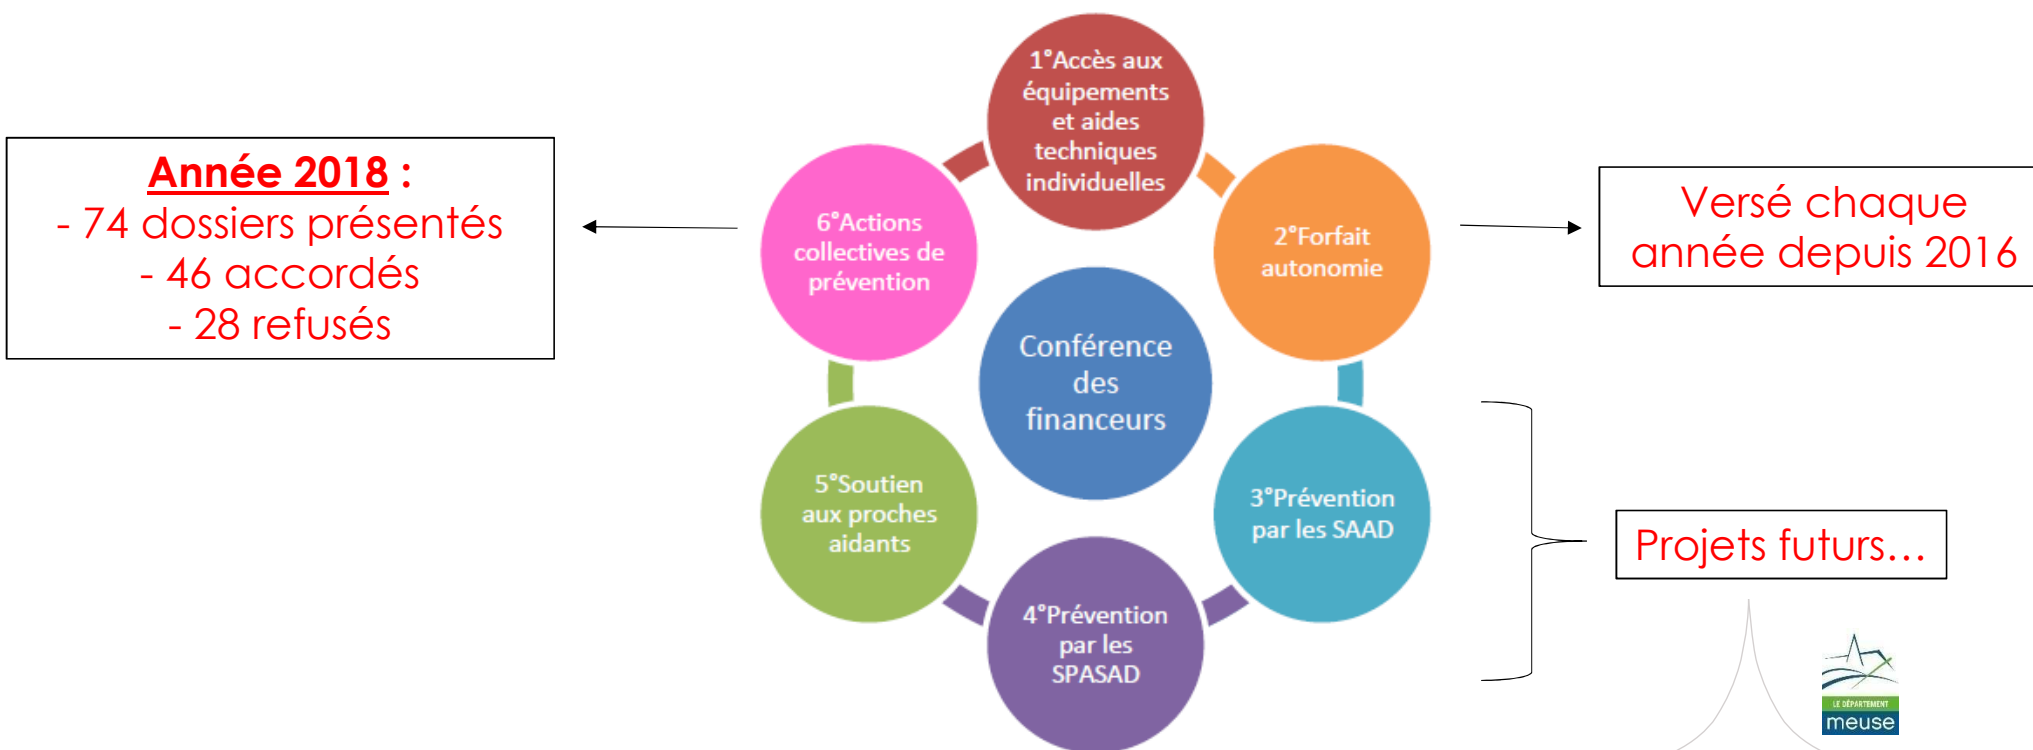 1°Accès aux
équipements
et aides
techniques
individuelles
Année 2018 :
- 74 dossiers présentés
- 46 accordés
- 28 refusés
6°Actions
collectives de
prévention
2°Forfait
autonomie
Versé chaque
année depuis 2016
Conférence
des
financeurs
5°Soutien
aux proches
aidants
3°Prévention
par les SAAD
Projets futurs...
4°Prévention
par les
SPASAD
LE DÉPARTEMENT
meuse